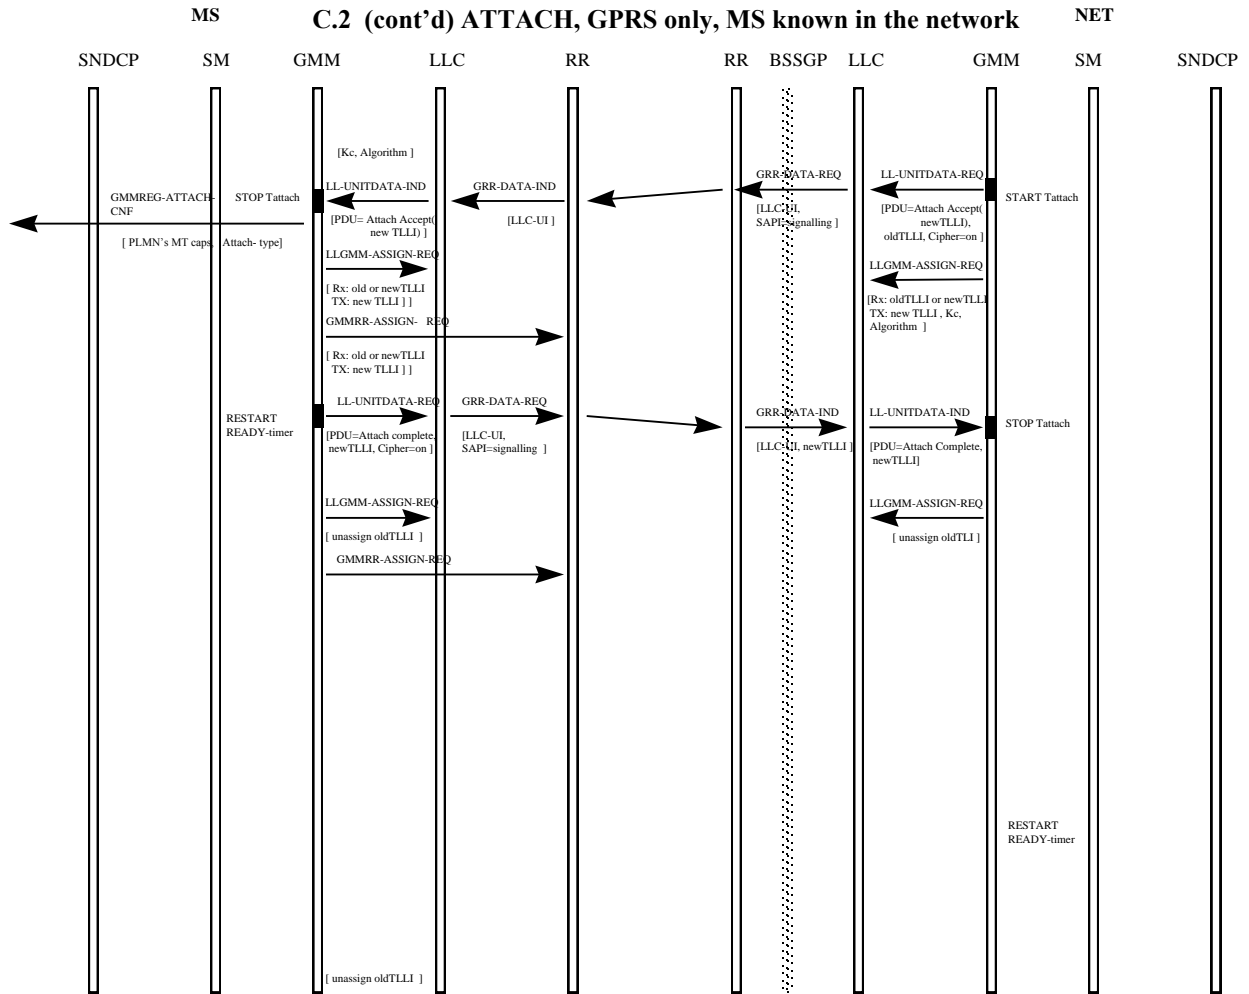 MS C.2 (cont'd) ATTACH, GPRS only, MS known in the network NET
SNDCP SM GMM LLC RR RR BSSGP LLC GMM SM SNDCP
[Kc, Algorithm ]
GRR-DATA-REQ LL-UNITDATA-REQ
LL-UNITDATA-IND GRR-DATA-IND
GMMREG-ATTACH-
CNF
STOP Tattach
START Tattach
[PDU= Attach Accept(
new TLLI) ]
[LLC-UI ]
[LLC-UI,
SAPI=signalling ]
[PDU=Attach Accept(
newTLLI),
oldTLLI, Cipher=on ]
[ PLMN's MT caps, Attach- type]
LLGMM-ASSIGN-REQ
LLGMM-ASSIGN-REQ
[ Rx: old or newTLLI
TX: new TLLI ] ]
[Rx: oldTLLI or newTLLI
TX: new TLLI , Kc,
Algorithm ]
GMMRR-ASSIGN- REQ
[ Rx: old or newTLLI
TX: new TLLI ] ]
LL-UNITDATA-REQ GRR-DATA-REQ
GRR-DATA-IND LL-UNITDATA-IND
RESTART
READY-timer
STOP Tattach
[PDU=Attach complete,
newTLLI, Cipher=on ]
[LLC-UI,
SAPI=signalling ]
[LLC-UI, newTLLI ]
[PDU=Attach Complete,
newTLLI]
LLGMM-ASSIGN-REQ
LLGMM-ASSIGN-REQ
[ unassign oldTLLI ]
[ unassign oldTLI ]
GMMRR-ASSIGN-REQ
RESTART
READY-timer
[ unassign oldTLLI ]